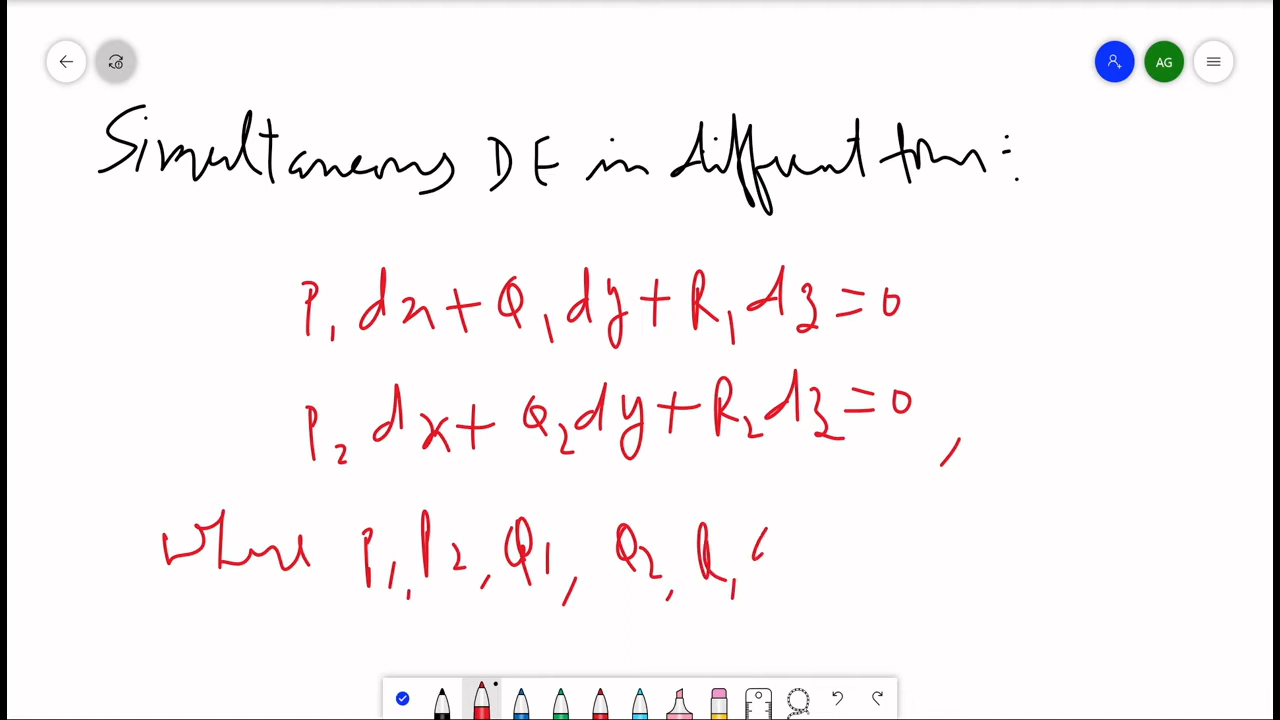 AG
Simultaneous DE in different form :
P₁ dx + Q₁ dy + R₁ dz = 0
P₂ dx + Q₂ dy + R₂ dz = 0 ,
where P₁, P₂, Q₁, Q₂, R₁